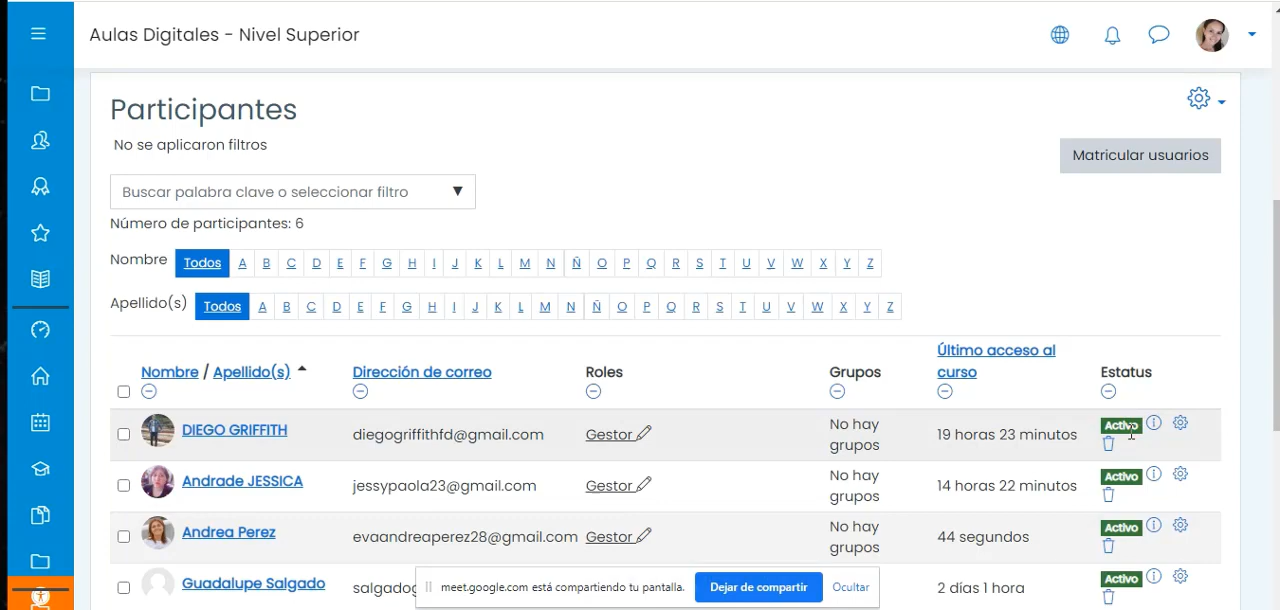 Aulas Digitales - Nivel Superior
Participantes
No se aplicaron filtros
Matricular usuarios
Buscar palabra clave o seleccionar filtro ▼
Número de participantes: 6
Nombre Todos A B C D E F G H I J K L M N Ñ O P Q R S T U V W X Y Z
Apellido(s) Todos A B C D E F G H I J K L M N Ñ O P Q R S T U V W X Y Z
Nombre / Apellido(s) Dirección de correo Roles Grupos Último acceso al curso Estatus
DIEGO GRIFFITH diegogriffithfd@gmail.com Gestor No hay grupos 19 horas 23 minutos Activo
Andrade JESSICA jessypaola23@gmail.com Gestor No hay grupos 14 horas 22 minutos Activo
Andrea Perez evaandreaperez28@gmail.com Gestor No hay grupos 44 segundos Activo
Guadalupe Salgado 2 días 1 hora Activo
meet.google.com está compartiendo tu pantalla. Dejar de compartir Ocultar